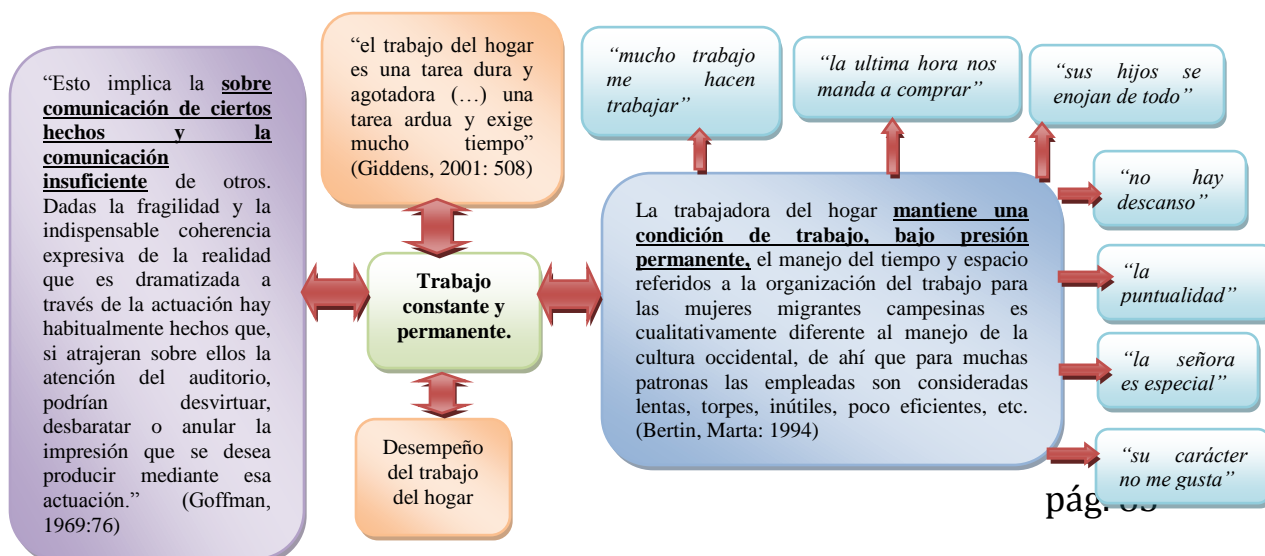 “Esto implica la sobre
comunicación de ciertos
hechos y la
comunicación
insuficiente de otros.
Dadas la fragilidad y la
indispensable coherencia
expresiva de la realidad
que es dramatizada a
través de la actuación hay
habitualmente hechos que,
si atrajeran sobre ellos la
atención del auditorio,
podrían desvirtuar,
desbaratar o anular la
impresión que se desea
producir mediante esa
actuación.” (Goffman,
1969:76)
“el trabajo del hogar
es una tarea dura y
agotadora (…) una
tarea ardua y exige
mucho tiempo”
(Giddens, 2001: 508)
Trabajo
constante y
permanente.
Desempeño
del trabajo
del hogar
La trabajadora del hogar mantiene una
condición de trabajo, bajo presión
permanente, el manejo del tiempo y espacio
referidos a la organización del trabajo para
las mujeres migrantes campesinas es
cualitativamente diferente al manejo de la
cultura occidental, de ahí que para muchas
patronas las empleadas son consideradas
lentas, torpes, inútiles, poco eficientes, etc.
(Bertin, Marta: 1994)
“mucho trabajo
me hacen
trabajar”
“la ultima hora nos
manda a comprar”
“sus hijos se
enojan de todo”
“no hay
descanso”
“la
puntualidad”
“la señora
es especial”
“su carácter
no me gusta”
pág.